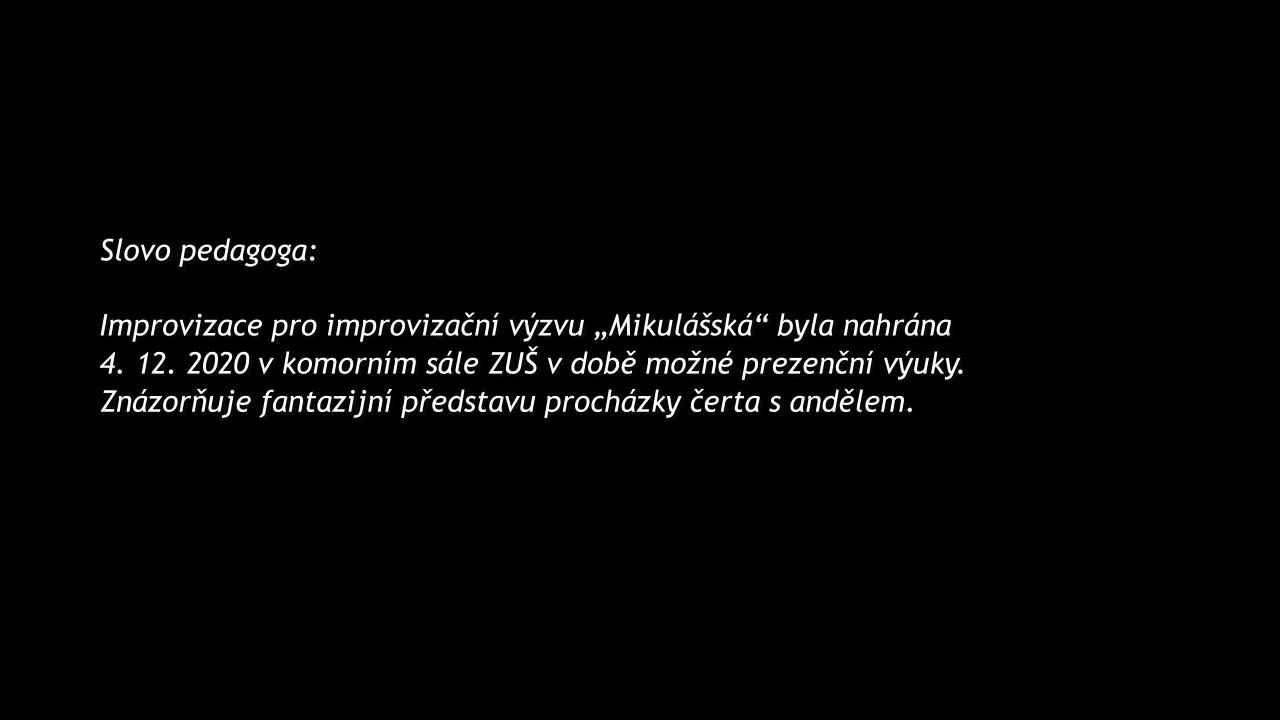 Slovo pedagoga:
Improvizace pro improvizační výzvu „Mikulášská“ byla nahrána
4. 12. 2020 v komorním sále ZUŠ v době možné prezenční výuky.
Znázorňuje fantazijní představu procházky čerta s andělem.